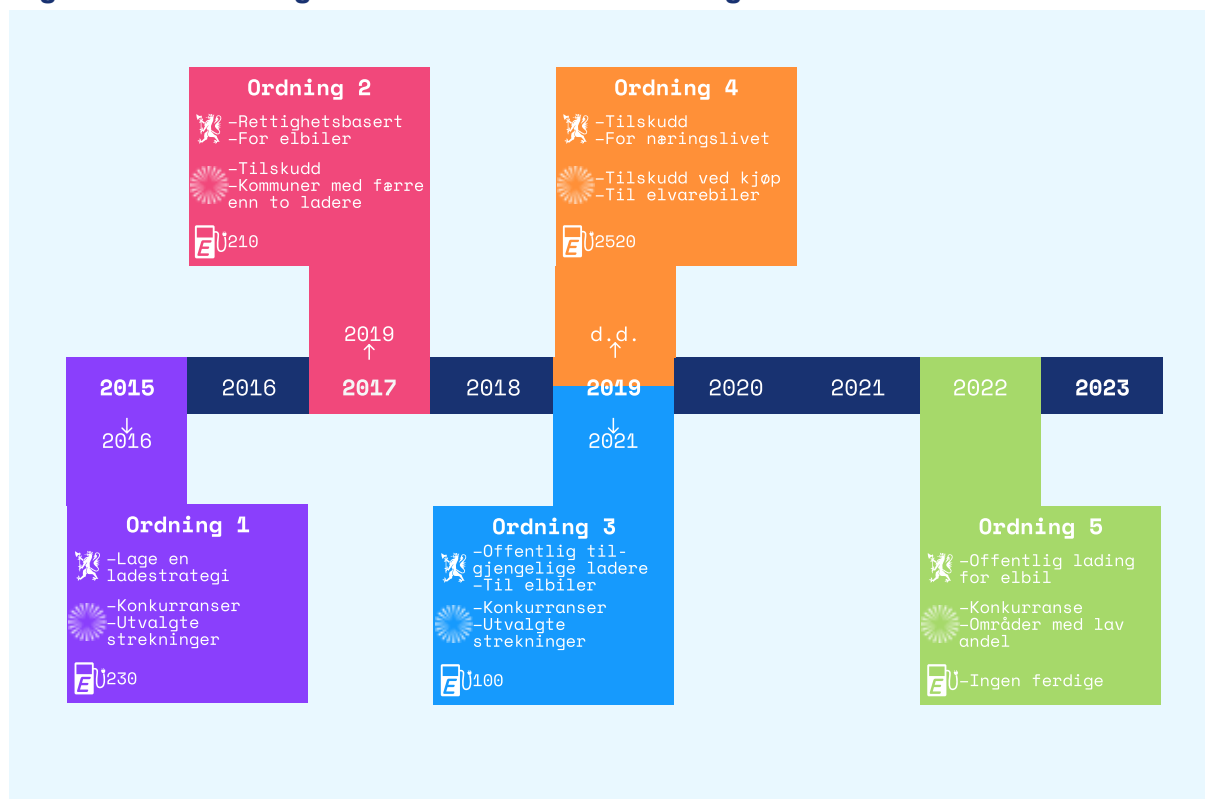 Ordning 2
–Rettighetsbasert
–For elbiler
–Tilskudd
–Kommuner med færre
enn to ladere
210
Ordning 4
–Tilskudd
–For næringslivet
–Tilskudd ved kjøp
–Til elvarebiler
2520
2019
↑
d.d.
↑
2015
2016
2017
2018
2019
2020
2021
2022
2023
↓
2016
↓
2021
Ordning 1
–Lage en
ladestrategi
–Konkurranser
–Utvalgte
strekninger
230
Ordning 3
–Offentlig til-
gjengelige ladere
–Til elbiler
–Konkurranser
–Utvalgte
strekninger
100
Ordning 5
–Offentlig lading
for elbil
–Konkurranse
–Områder med lav
andel
–Ingen ferdige